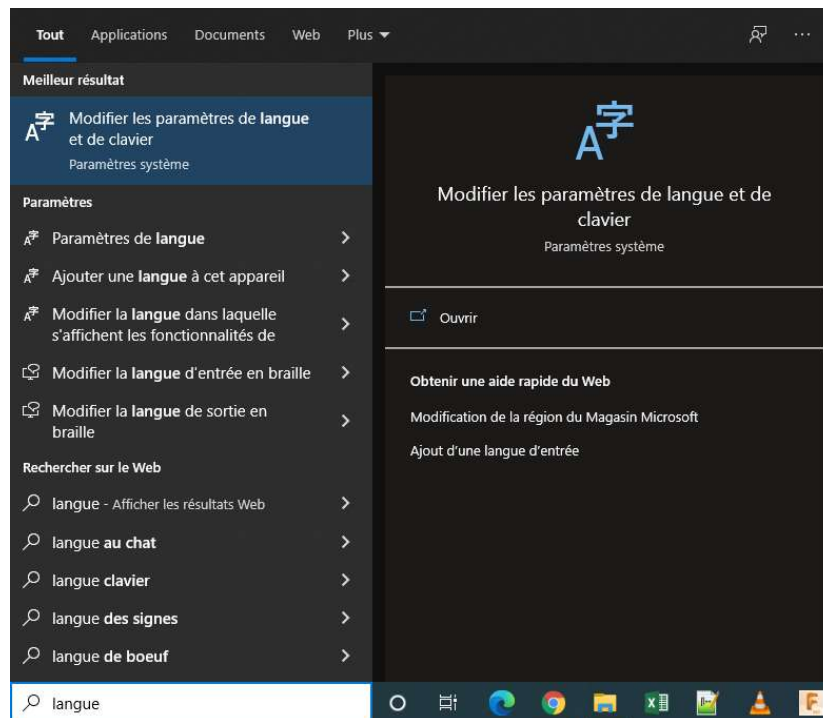 Tout Applications Documents Web Plus
Meilleur résultat
Modifier les paramètres de langue
et de clavier
Paramètres système
Paramètres
Paramètres de langue
Ajouter une langue à cet appareil
Modifier la langue dans laquelle
s'affichent les fonctionnalités de
Modifier la langue d'entrée en braille
Modifier la langue de sortie en
braille
Rechercher sur le Web
langue - Afficher les résultats Web
langue au chat
langue clavier
langue des signes
langue de boeuf
langue
Modifier les paramètres de langue et de
clavier
Paramètres système
Ouvrir
Obtenir une aide rapide du Web
Modification de la région du Magasin Microsoft
Ajout d'une langue d'entrée